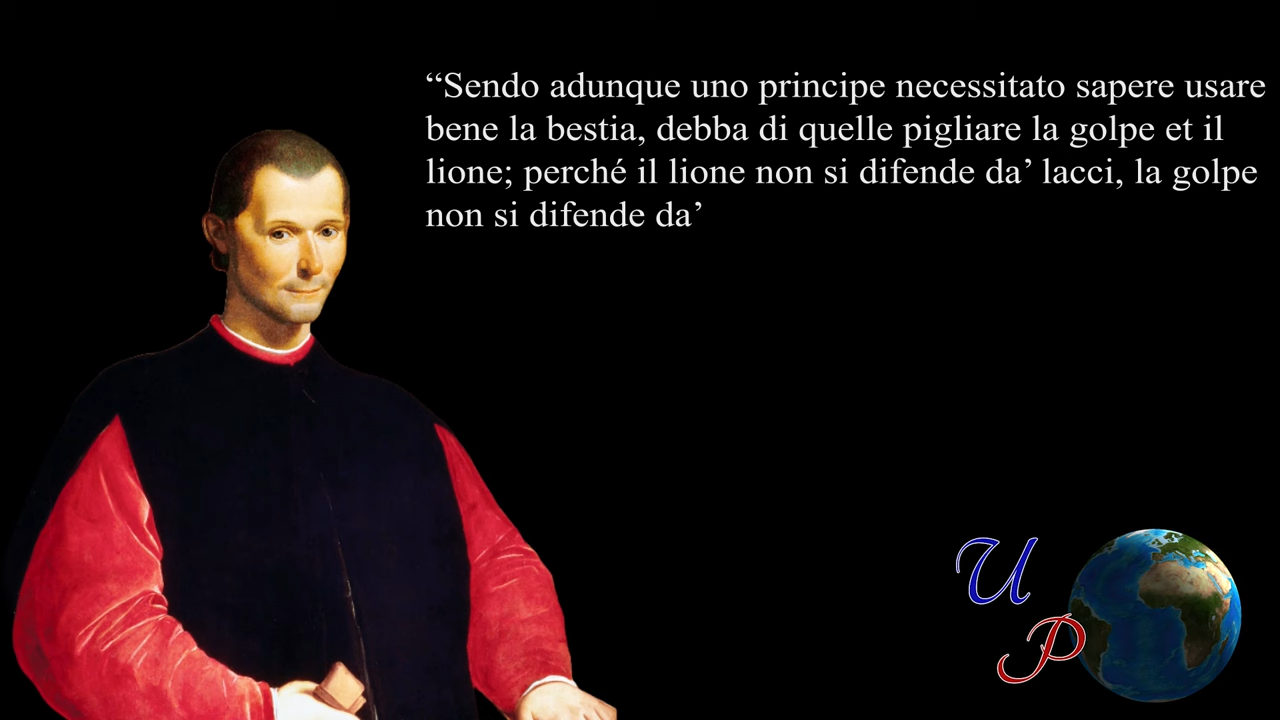 “Sendo adunque uno principe necessitato sapere usare
bene la bestia, debba di quelle pigliare la golpe et il
lione; perché il lione non si difende da’ lacci, la golpe
non si difende da’
U
P